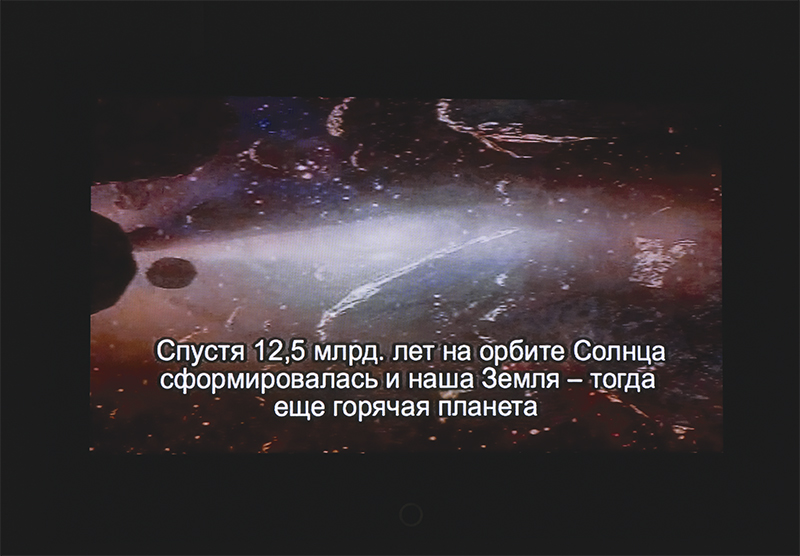 Спустя 12,5 млрд. лет на орбите Солнца
сформировалась и наша Земля – тогда
еще горячая планета